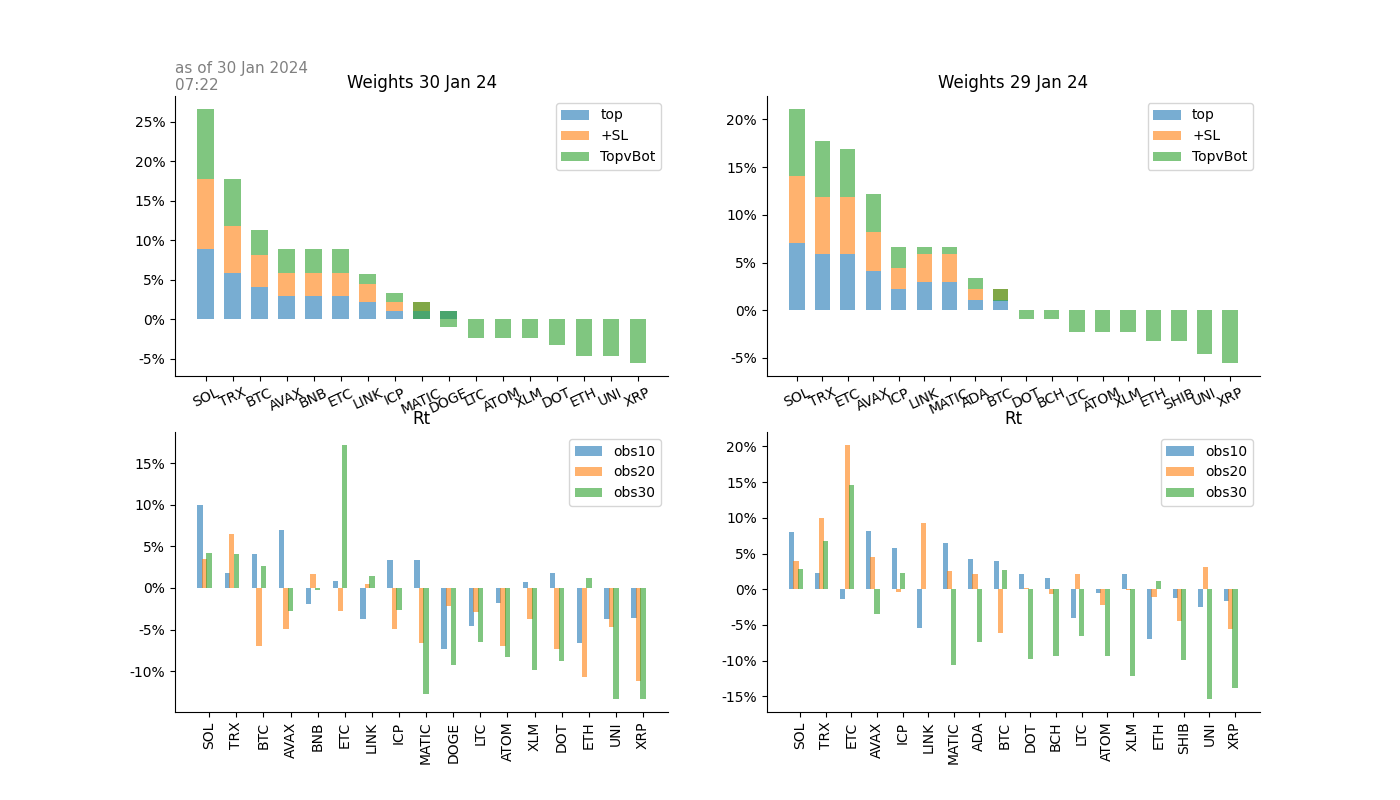 as of 30 Jan 2024
07:22
Weights 30 Jan 24
25%
20%
15%
10%
5%
0%
-5%
top
+SL
TopvBot
SOL TRX BTC AVAX BNB ETC LINK ICP MATIC DOGE LTC ATOM XLM DOT ETH UNI XRP
Weights 29 Jan 24
20%
15%
10%
5%
0%
-5%
top
+SL
TopvBot
SOL TRX ETC AVAX ICP LINK MATIC ADA BTC DOT BCH LTC ATOM XLM ETH SHIB UNI XRP
Rt
15%
10%
5%
0%
-5%
-10%
obs10
obs20
obs30
SOL TRX BTC AVAX BNB ETC LINK ICP MATIC DOGE LTC ATOM XLM DOT ETH UNI XRP
Rt
20%
15%
10%
5%
0%
-5%
-10%
-15%
obs10
obs20
obs30
SOL TRX ETC AVAX ICP LINK MATIC ADA BTC DOT BCH LTC ATOM XLM ETH SHIB UNI XRP